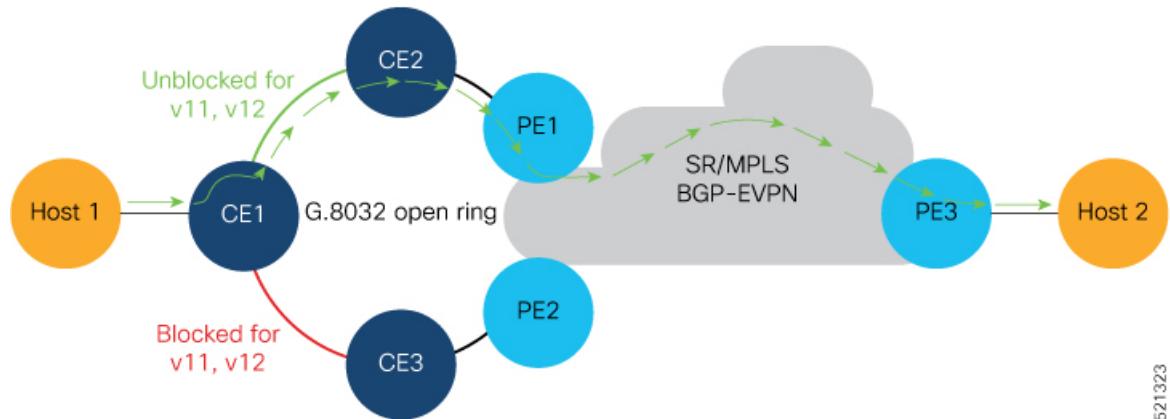 CE2
Unblocked for
v11, v12
PE1
SR/MPLS
BGP-EVPN
Host 1
CE1
G.8032 open ring
PE3
Host 2
PE2
Blocked for
v11, v12
CE3
521323